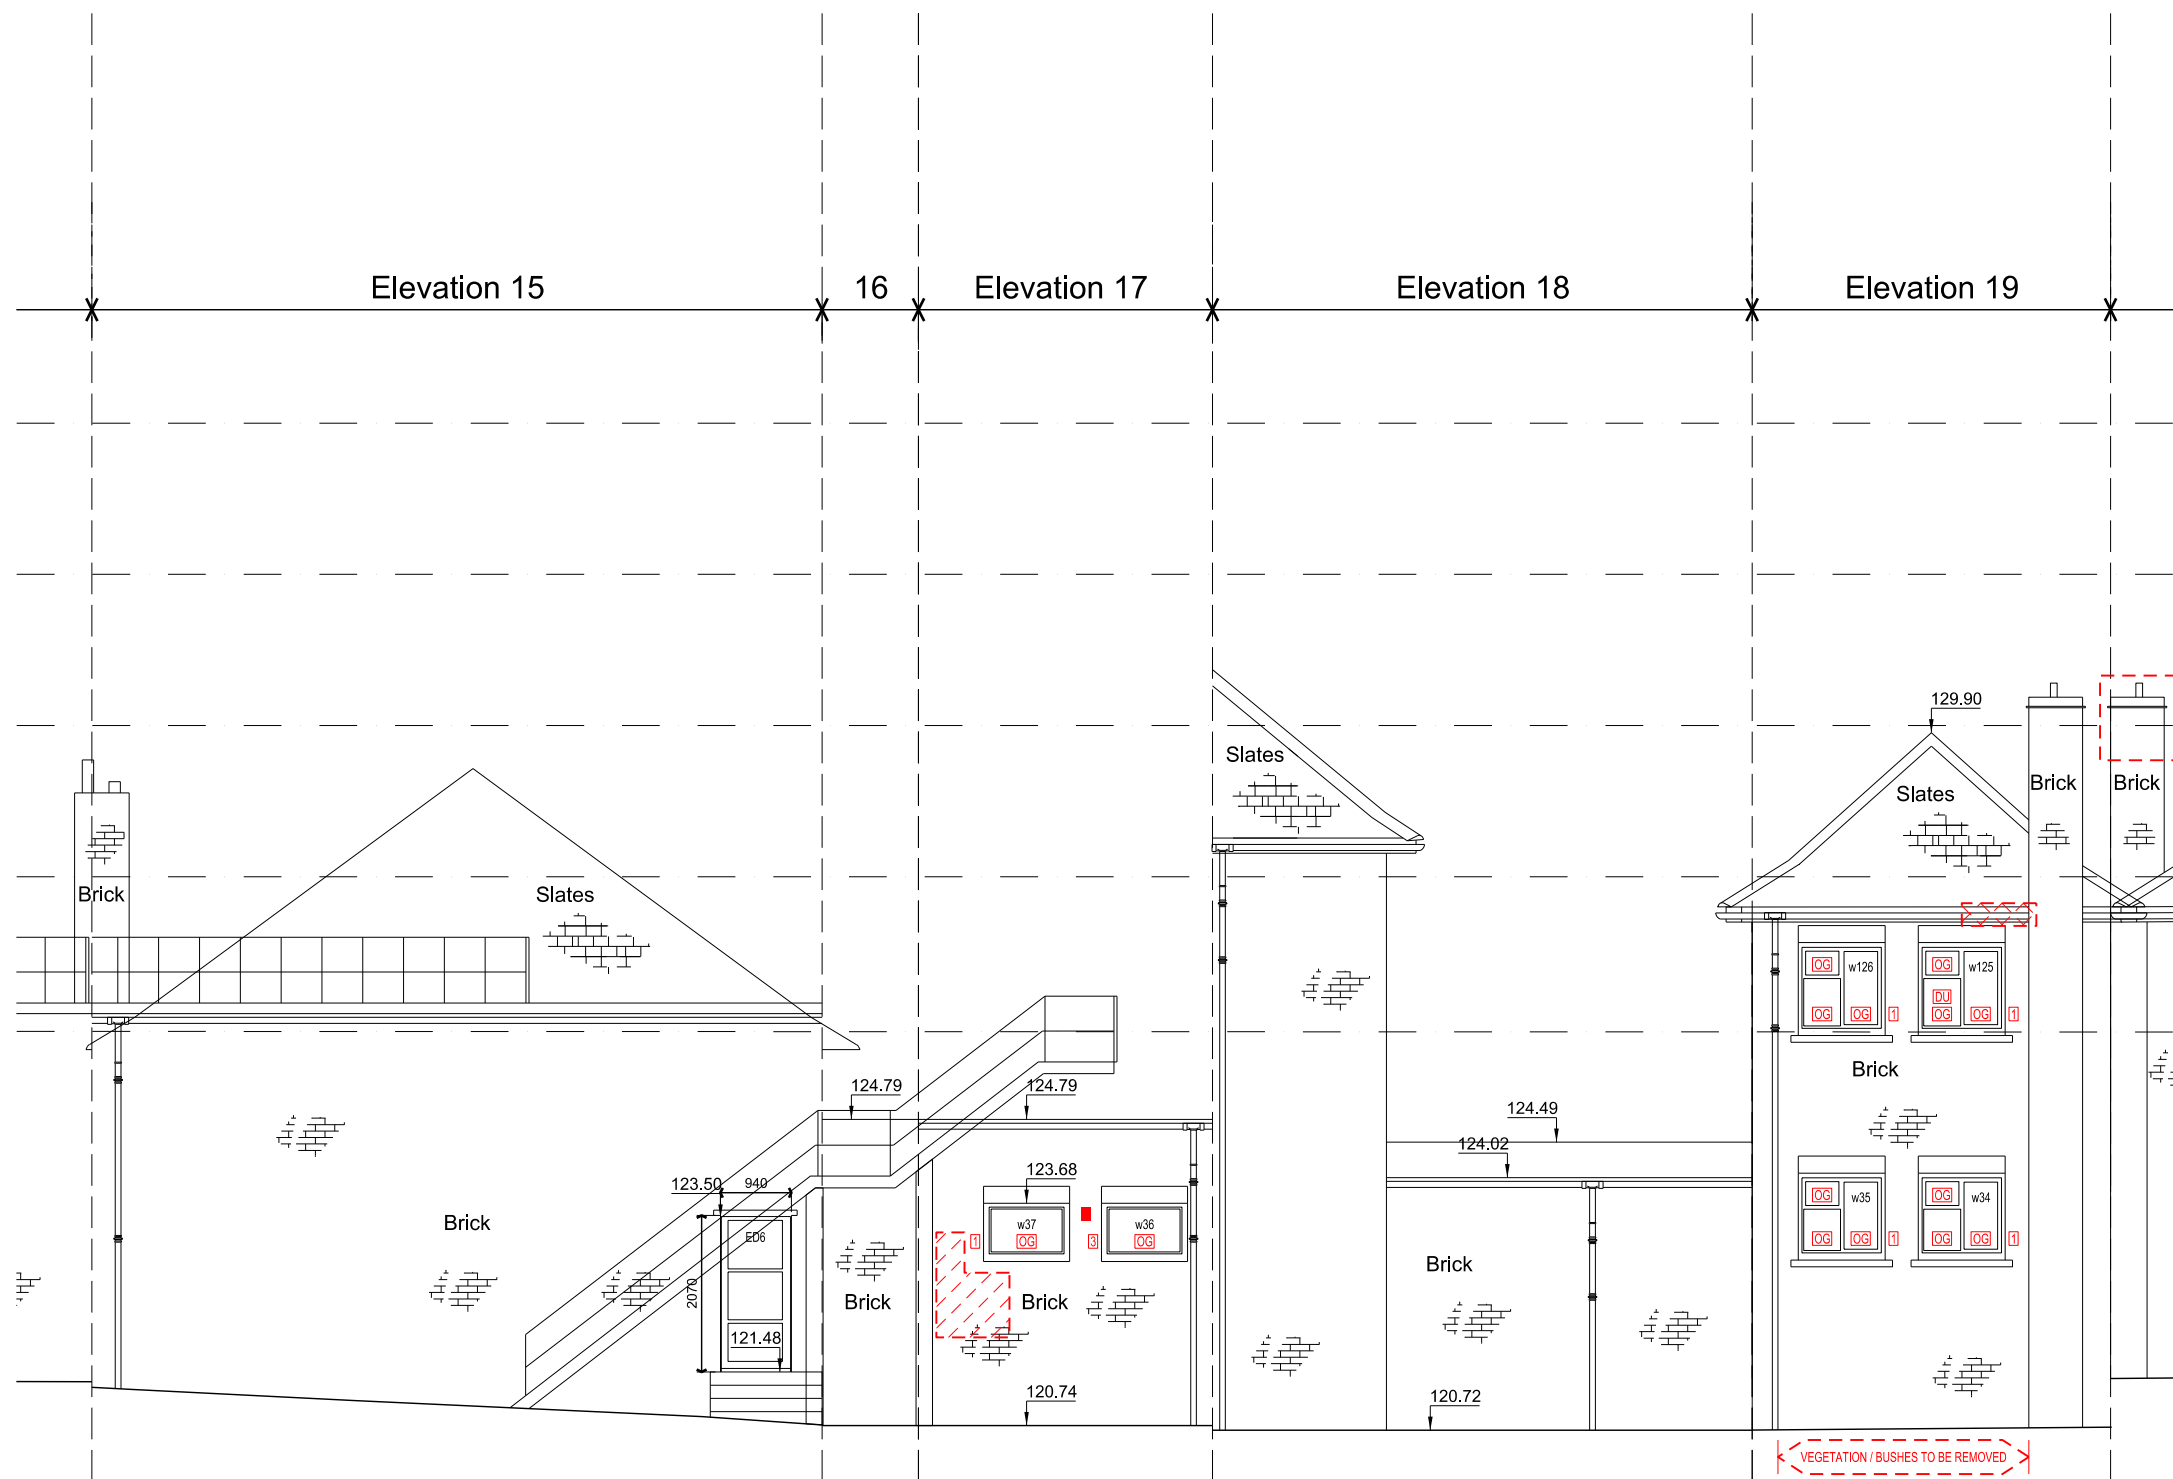 Elevation 15
16
Elevation 17
Elevation 18
Elevation 19
129.90
Slates
Brick
Brick
Slates
Brick
Slates
OG
w126
OG
w125
DU
OG
OG
1
OG
OG
1
Brick
124.79
124.79
124.49
124.02
123.50
940
123.68
ED6
2070
121.48
Brick
Brick
w37
OG
w36
OG
1
3
Brick
Brick
OG
w35
OG
w34
OG
OG
1
OG
OG
1
120.74
120.72
VEGETATION / BUSHES TO BE REMOVED